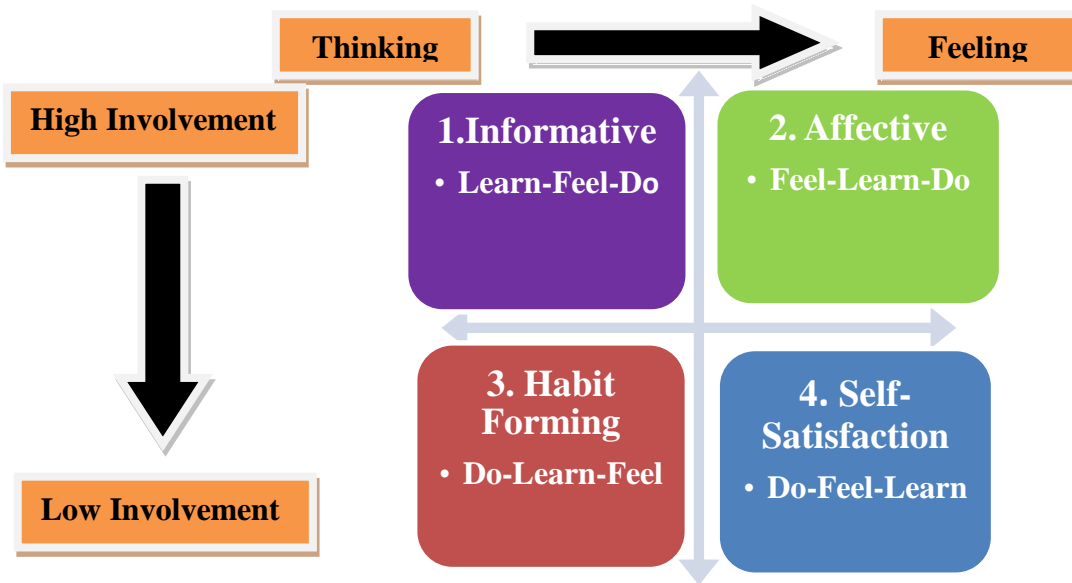 Thinking
Feeling
High Involvement
Low Involvement
1.Informative
• Learn-Feel-Do
2. Affective
• Feel-Learn-Do
3. Habit
Forming
• Do-Learn-Feel
4. Self-
Satisfaction
• Do-Feel-Learn